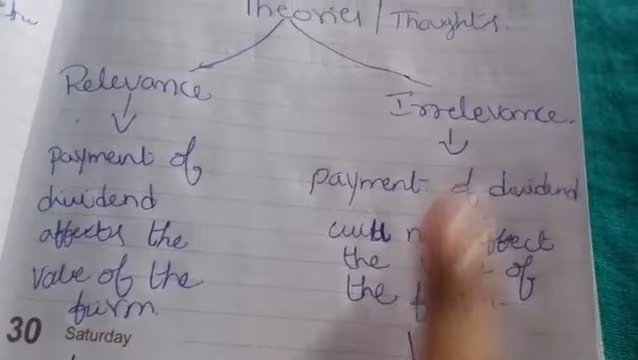 Theories / Thoughts.
Relevance
Irrelevance.
payment of
dividend
affects the
value of the
firm
payment of dividend
will
the of
the
30 Saturday